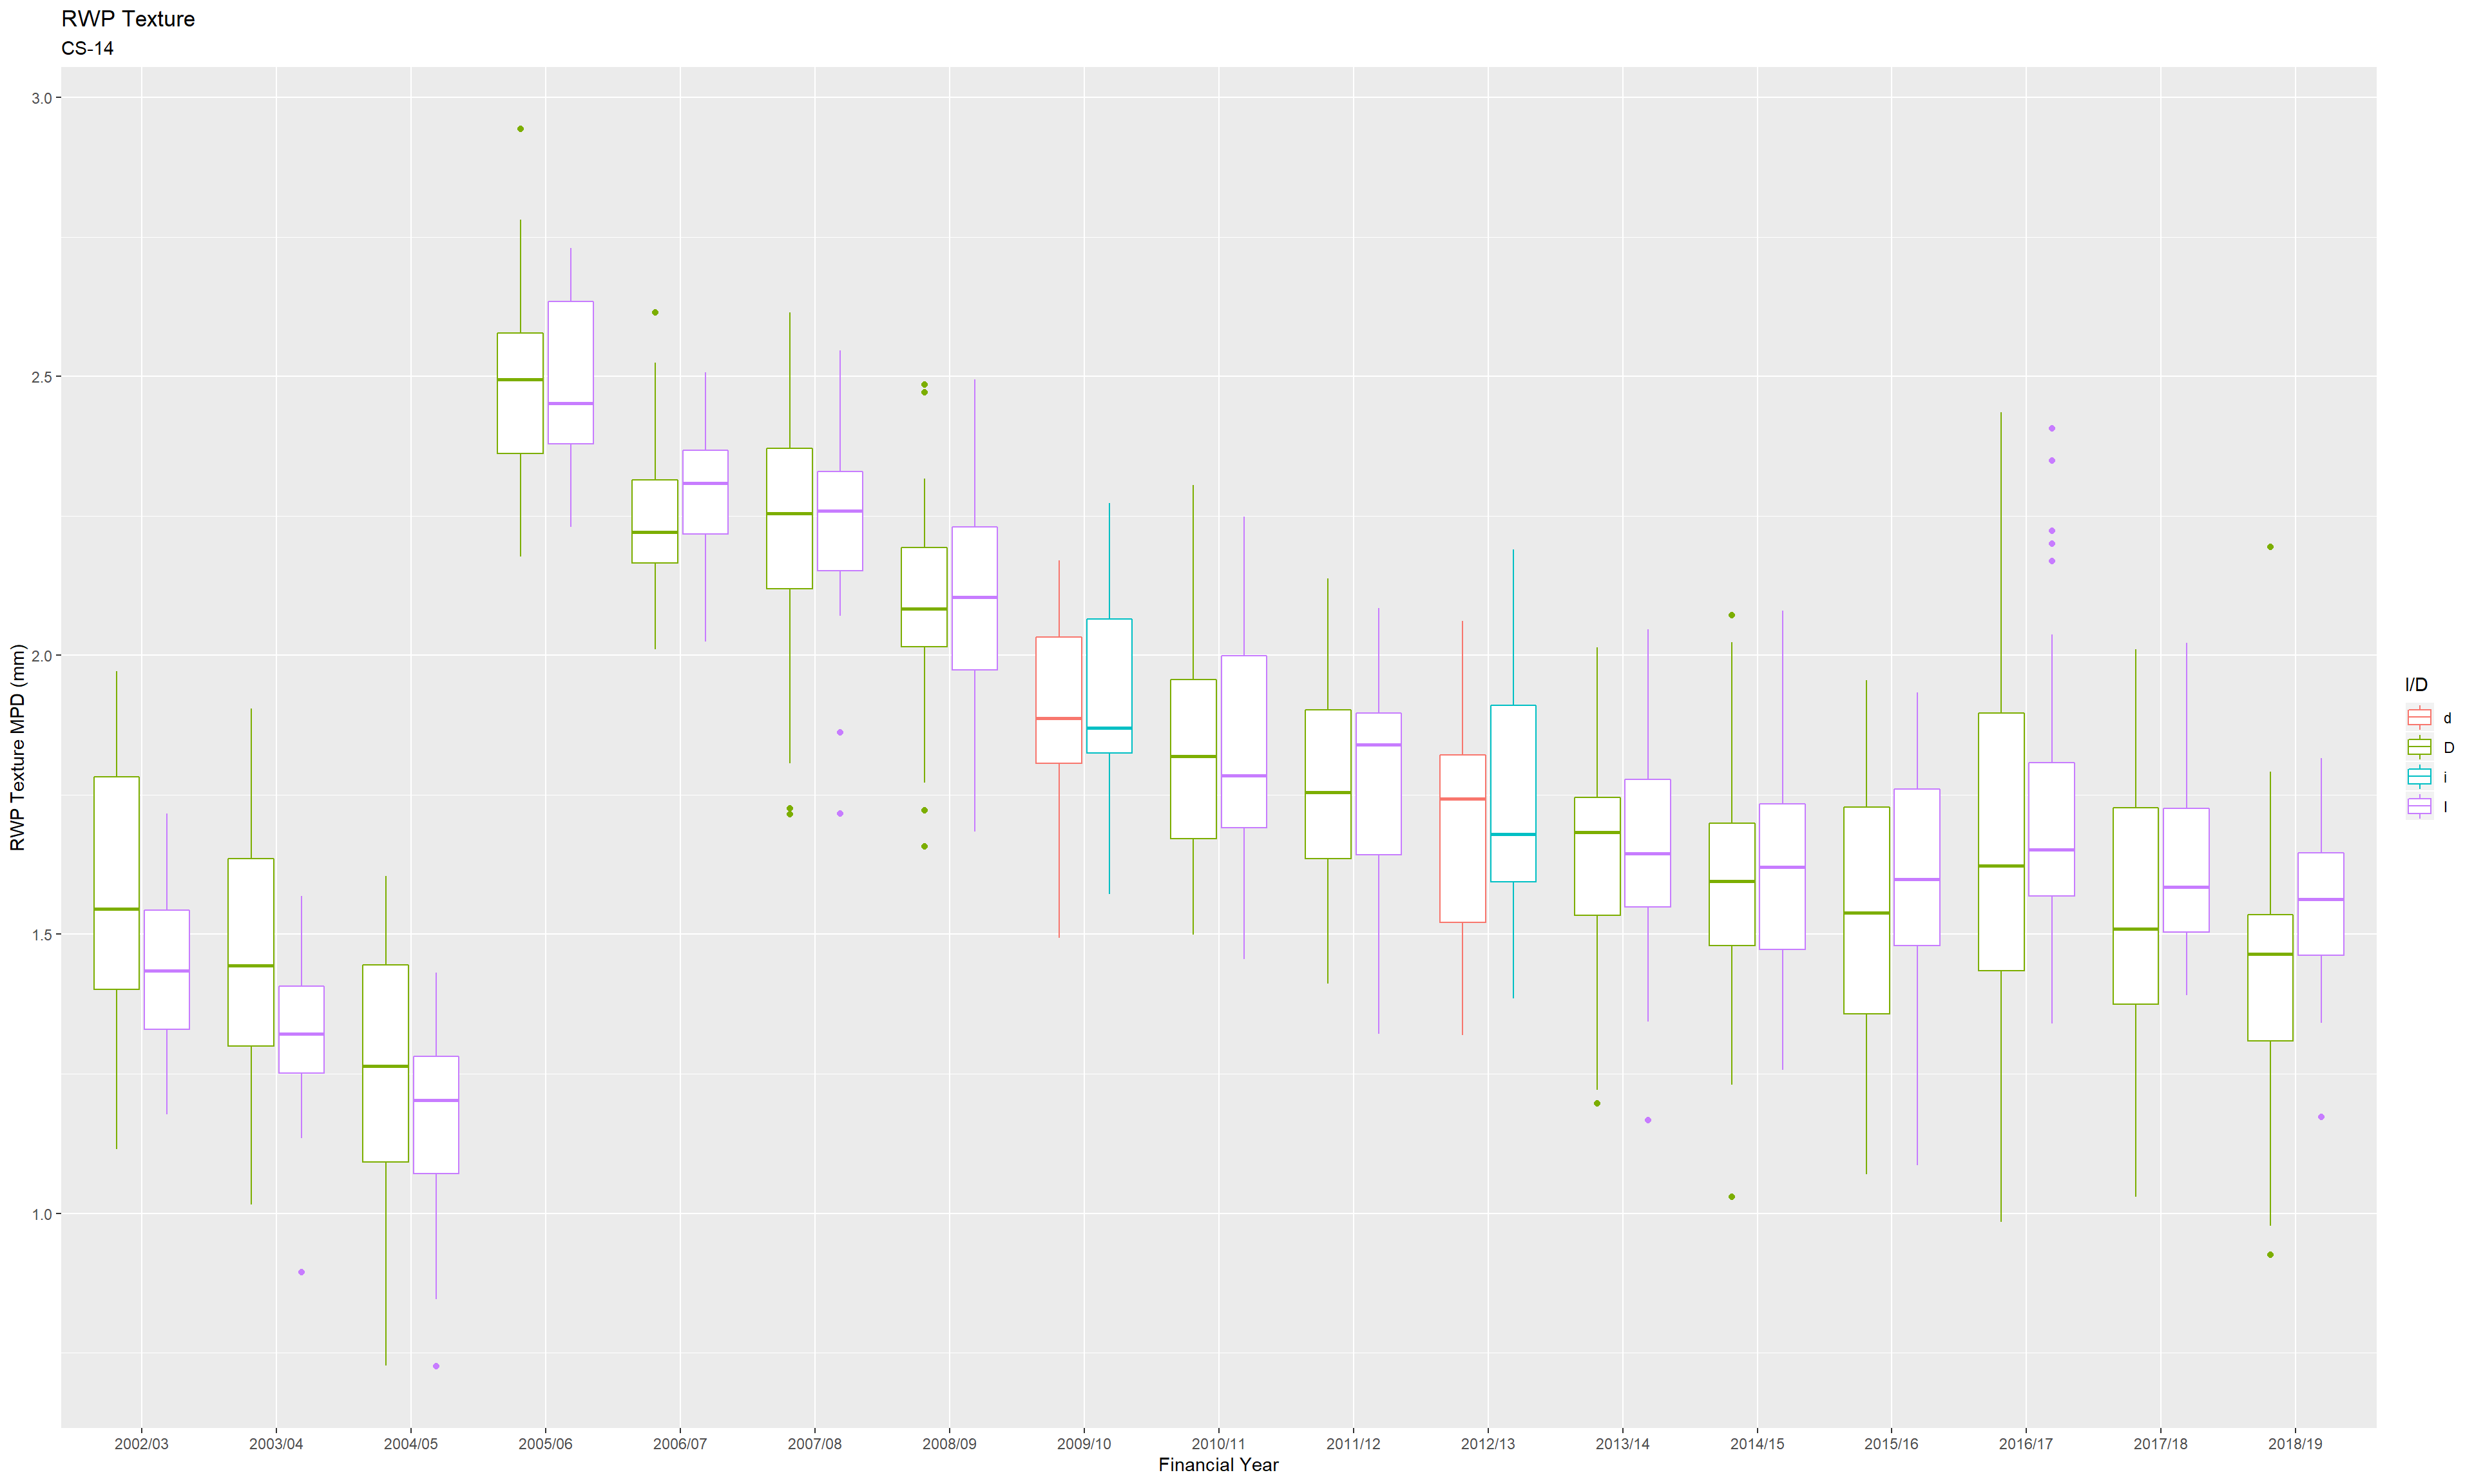 RWP Texture
CS-14
RWP Texture MPD (mm)
3.0
2.5
2.0
1.5
1.0
2002/03 2003/04 2004/05 2005/06 2006/07 2007/08 2008/09 2009/10 2010/11 2011/12 2012/13 2013/14 2014/15 2015/16 2016/17 2017/18 2018/19
Financial Year
I/D
d
D
i
I